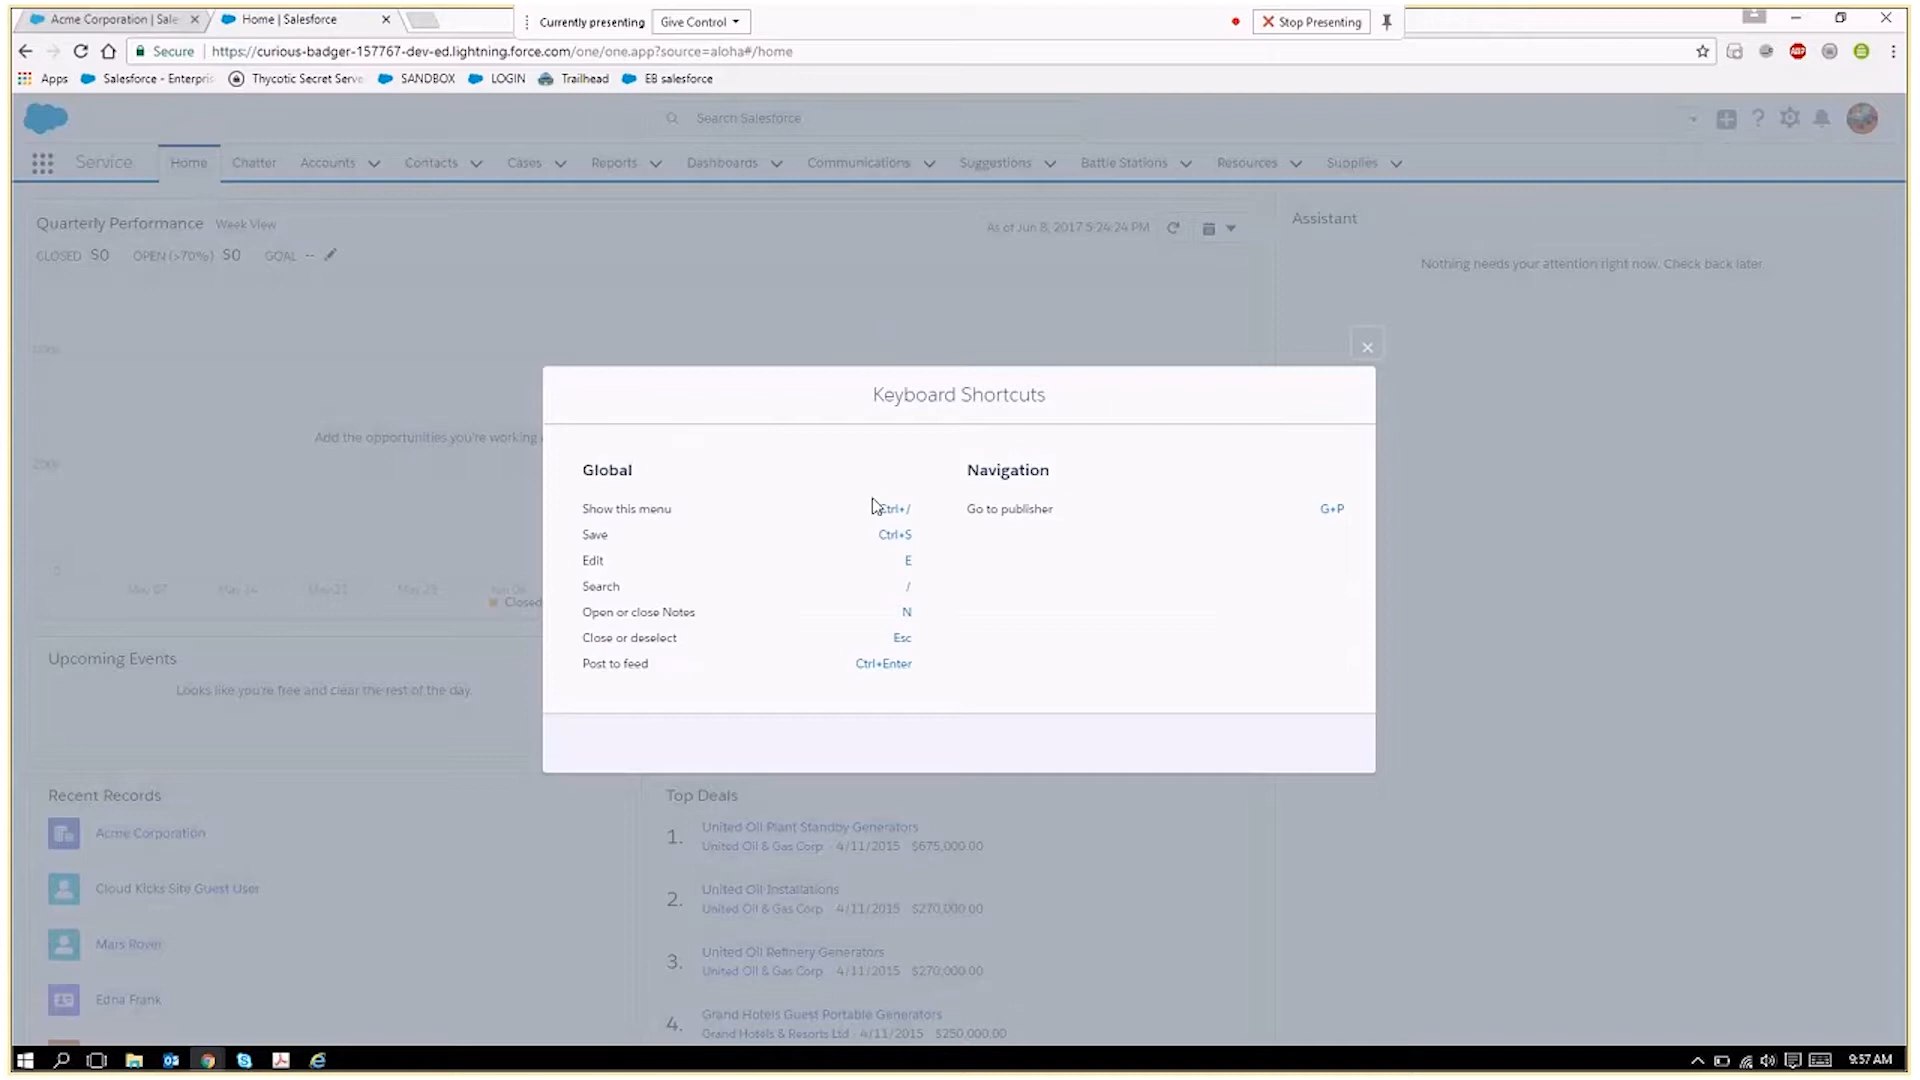 Acme Corporation | Sale
Home | Salesforce
Currently presenting
Give Control
Stop Presenting
Secure
https://curious-badger-157767-dev-ed.lightning.force.com/one/one.app?source=aloha#/home
Apps
Salesforce - Enterpris
Thycotic Secret Serve
SANDBOX
LOGIN
Trailhead
EB salesforce
Search Salesforce
Service
Home
Chatter
Accounts
Contacts
Cases
Reports
Dashboards
Communications
Suggestions
Battle Stations
Resources
Supplies
Quarterly Performance Week View
As of Jun 8, 2017 5:24:24 PM
CLOSED $0 OPEN (>70%) $0 GOAL --
Assistant
Nothing needs your attention right now. Check back later.
Add the opportunities you're working
Keyboard Shortcuts
Global
Show this menu Ctrl+/
Save Ctrl+S
Edit E
Search /
Open or close Notes N
Close or deselect Esc
Post to feed Ctrl+Enter
Navigation
Go to publisher G+P
0
May 07 May 14 May 21 May 28
Closed
Upcoming Events
Looks like you're free and clear the rest of the day.
Recent Records
Acme Corporation
Cloud Kicks Site Guest User
Mars Rover
Edna Frank
Top Deals
1. United Oil Plant Standby Generators
United Oil & Gas Corp - 4/11/2015 $675,000.00
2. United Oil Installations
United Oil & Gas Corp 4/11/2015 $270,000.00
3. United Oil Refinery Generators
United Oil & Gas Corp 4/11/2015 $270,000.00
4. Grand Hotels Guest Portable Generators
Grand Hotels & Resorts Ltd - 4/11/2015 $250,000.00
9:57 AM